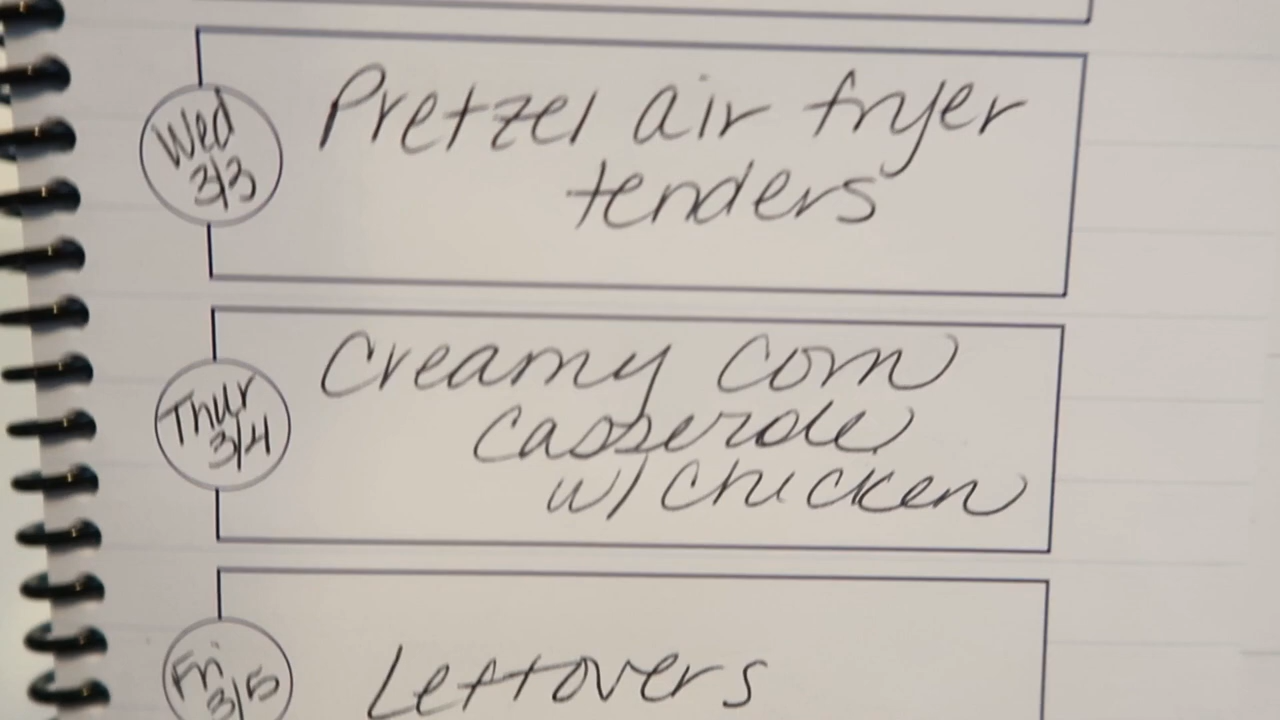 Wed
3/3
Pretzel air fryer
tenders
Thur
3/4
Creamy Corn
Casserole
w/ chicken
Fri
3/5
Leftovers